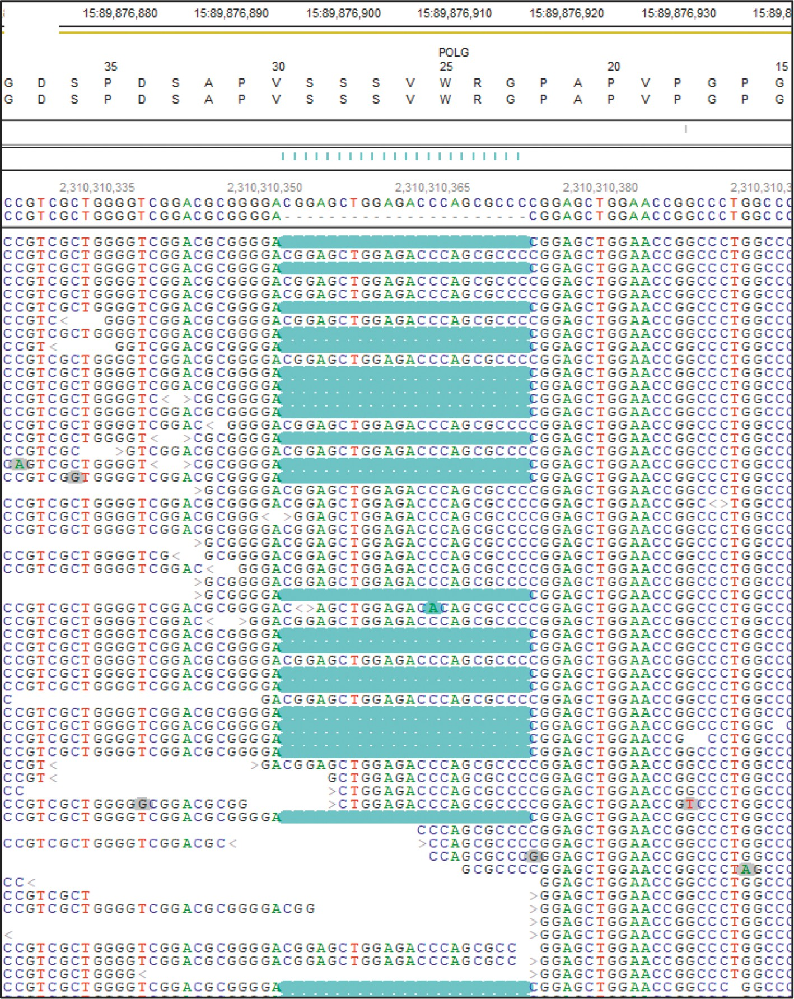 15:89,876,880 15:89,876,890 15:89,876,900 15:89,876,910 15:89,876,920 15:89,876,930 15:89,8
POLG
35 30 25 20 15
G D S P D S A P V S S S V W R G P A P V P G P G
G D S P D S A P V S S S V W R G P A P V P G P G
2,310,310,335 2,310,310,350 2,310,310,365 2,310,310,380 2,310,310,3
CCGTCGCTGGGGTCGGACGCGGGGACGGAGCTGGAGACCCAGCGCCCCGGAGCTGGAACCGGCCCTGGCCC
CCGTCGCTGGGGTCGGACGCGGGGA----------------------CGGAGCTGGAACCGGCCCTGGCCC
CCGTCGCTGGGGTCGGACGCGGGGA CGGAGCTGGAACCGGCCCTGGCCC
CCGTCGCTGGGGTCGGACGCGGGGACGGAGCTGGAGACCCAGCGCCCCGGAGCTGGAACCGGCCCTGGCCC
CCGTCGCTGGGGTCGGACGCGGGGA CGGAGCTGGAACCGGCCCTGGCCC
CCGTCGCTGGGGTCGGACGCGGGGACGGAGCTGGAGACCCAGCGCCCCGGAGCTGGAACCGGCCCTGGCCC
CCGTCGCTGGGGTCGGACGCGGGGACGGAGCTGGAGACCCAGCGCCCCGGAGCTGGAACCGGCCCTGGCCC
CCGTCGCTGGGGTCGGACGCGGGGA CGGAGCTGGAACCGGCCCTGGCCC
CCGTC< GGGTCGGACGCGGGGACGGAGCTGGAGACCCAGCGCCCCGGAGCTGGAACCGGCCCTGGCCC
CCGTCGCTGGGGTCGGACGCGGGGA CGGAGCTGGAACCGGCCCTGGCCC
CCGT< GGTCGGACGCGGGGA CGGAGCTGGAACCGGCCCTGGCCC
CCGTCGCTGGGGTCGGACGCGGGGACGGAGCTGGAGACCCAGCGCCCCGGAGCTGGAACCGGCCCTGGCCC
CCGTCGCTGGGGTCGGACGCGGGGA CGGAGCTGGAACCGGCCCTGGCCC
CCGTCGCTGGGGTCGGACGCGGGGA CGGAGCTGGAACCGGCCCTGGCCC
CCGTCGCTGGGGTC< >CGCGGGGA CGGAGCTGGAACCGGCCCTGGCCC
CCGTCGCTGGGGTCGGACGCGGGGA CGGAGCTGGAACCGGCCCTGGCCC
CCGTCGCTGGGGTCGGAC< GGGGACGGAGCTGGAGACCCAGCGCCCCGGAGCTGGAACCGGCCCTGGCCC
CCGTCGCTGGGGT< >CGCGGGGA CGGAGCTGGAACCGGCCCTGGCCC
CCGTCGC >GTCGGACGCGGGGACGGAGCTGGAGACCCAGCGCCCCGGAGCTGGAACCGGCCCTGGCCC
CAGTCGCTGGGGT< >CGCGGGGA CGGAGCTGGAACCGGCCCTGGCCC
CCGTCGGTGGGGTCGGACGCGGGGA CGGAGCTGGAACCGGCCCTGGCCC
>GCGGGGACGGAGCTGGAGACCCAGCGCCCCGGAGCTGGAACCGGCCCTGGCCC
CCGTCGCTGGGGTCGGACGCGGGGACGGAGCTGGAGACCCAGCGCCCCGGAGCTGGAACCGGC<>TGGCCC
CCGTCGCTGGGGTCGGACGCGGG< >GGAGCTGGAGACCCAGCGCCCCGGAGCTGGAACCGGCCCTGGCCC
CCGTCGCTGGGGTCGGACGCGGGGACGGAGCTGGAGACCCAGCGCCCCGGAGCTGGAACCGGCCCTGGCCC
>GCGGGGACGGAGCTGGAGACCCAGCGCCCCGGAGCTGGAACCGGCCCTGGCCC
CCGTCGCTGGGGTCG< GCGGGGACGGAGCTGGAGACCCAGCGCCCCGGAGCTGGAACCGGCCCTGGCCC
CCGTCGCTGGGGTCGGAC< GGGACGGAGCTGGAGACCCAGCGCCCCGGAGCTGGAACCGGCCCTGGCCC
>GCGGGGACGGAGCTGGAGACCCAGCGCCCCGGAGCTGGAACCGGCCCTGGCCC
>GCGGGGA CGGAGCTGGAACCGGCCCTGGCCC
CCGTCGCTGGGGTCGGACGCGGGGAC<>AGCTGGAGACACAGCGCCCCGGAGCTGGAACCGGCCCTGGCCC
CCGTCGCTGGGGTCGGAC< >GGACGGAGCTGGAGACCCAGCGCCCCGGAGCTGGAACCGGCCCTGGCCC
CCGTCGCTGGGGTCGGACGCGGGGA CGGAGCTGGAACCGGCCCTGGCCC
CCGTCGCTGGGGTCGGACGCGGGGA CGGAGCTGGAACCGGCCCTGGCCC
CCGTCGCTGGGGTCGGACGCGGGGACGGAGCTGGAGACCCAGCGCCCCGGAGCTGGAACCGGCCCTGGCCC
CCGTCGCTGGGGTCGGACGCGGGGA CGGAGCTGGAACCGGCCCTGGCCC
CCGTCGCTGGGGTCGGACGCGGGGA CGGAGCTGGAACCGGCCCTGGCCC
C GACGGAGCTGGAGACCCAGCGCCCCGGAGCTGGAACCGGCCCTGGCCC
CCGTCGCTGGGGTCGGACGCGGGGA CGGAGCTGGAACCGGCCCTGGCCC
CCGTCGCTGGGGTCGGACGCGGGGA CGGAGCTGGAACCGGCCCTGGC C
CCGTCGCTGGGGTCGGACGCGGGGA CGGAGCTGGAACCG CCTGGCCC
CCGTCGCTGGGGTCGGACGCGGGGA CGGAGCTGGAACCGGCCCTGGCCC
CCGT< >GACGGAGCTGGAGACCCAGCGCCCCGGAGCTGGAACCGGCCCTGGCCC
CCGT< GCTGGAGACCCAGCGCCCCGGAGCTGGAACCGGCCCTGGCCC
CC >CTGGAGACCCAGCGCCCCGGAGCTGGAACCGGCCCTGGCCC
CCGTCGCTGGGGGCGGACGCGG >CTGGAGACCCAGCGCCCCGGAGCTGGAACCGTCCCTGGCCC
CCGTCGCTGGGGTCGGACGCGGGGA CGGAGCTGGAACCGGCCCTGGCCC
CCCAGCGCCCCGGAGCTGGAACCGGCCCTGGCCC
CCGTCGCTGGGGTCGGACGC< >CCAGCGCCCCGGAGCTGGAACCGGCCCTGGCCC
CCAGCGCCCGGGAGCTGGAACCGGCCCTGGCCC
GCGCCCCGGAGCTGGAACCGGCCCTAGCCC
CC< GGAGCTGGAACCGGCCCTGGCCC
CCGTCGCT >GGAGCTGGAACCGGCCCTGGCCC
CCGTCGCTGGGGTCGGACGCGGGGACGG >GGAGCTGGAACCGGCCCTGGCCC
>GGAGCTGGAACCGGCCCTGGCCC
< >GGAGCTGGAACCGGCCCTGGCCC
CCGTCGCTGGGGTCGGACGCGGGGACGGAGCTGGAGACCCAGCGCC GGAGCTGGAACCGGCCCTGGCCC
CCGTCGCTGGGGTCGGACGCGGGGACGGAGCTGGAGACCCAGCGCC >GGAGCTGGAACCGGCCCTGGCCC
CCGTCGCTGGGG< >GGAGCTGGAACCGGCCCTGGCCC
CCGTCGCTGGGGTCGGACGCGGGGA CGGAGCTGGAACCGGCCC GGCCC